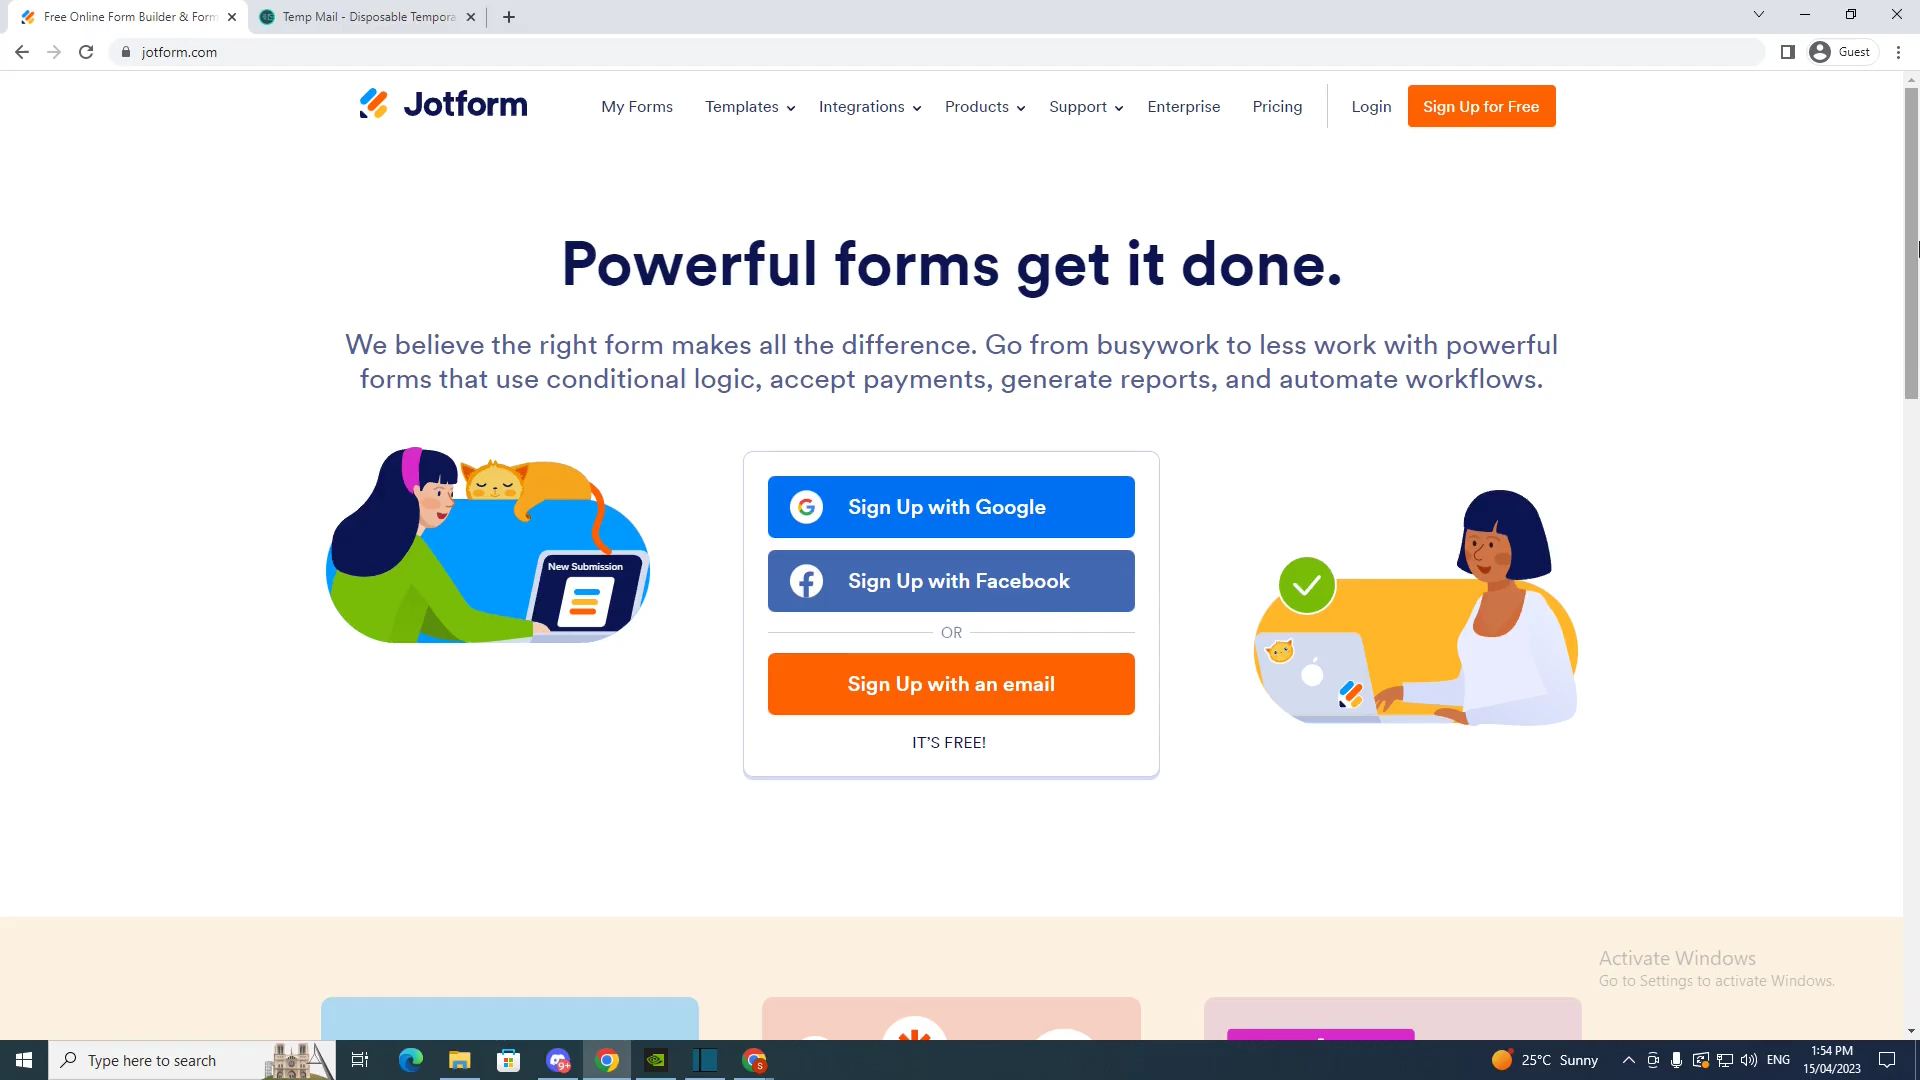 Free Online Form Builder & Form
Temp Mail - Disposable Tempora
jotform.com
Guest
Jotform
My Forms
Templates
Integrations
Products
Support
Enterprise
Pricing
Login
Sign Up for Free
Powerful forms get it done.
We believe the right form makes all the difference. Go from busywork to less work with powerful
forms that use conditional logic, accept payments, generate reports, and automate workflows.
New Submission
Sign Up with Google
Sign Up with Facebook
OR
Sign Up with an email
IT'S FREE!
Activate Windows
Go to Settings to activate Windows.
Type here to search
9+
S
25°C Sunny
ENG
1:54 PM
15/04/2023